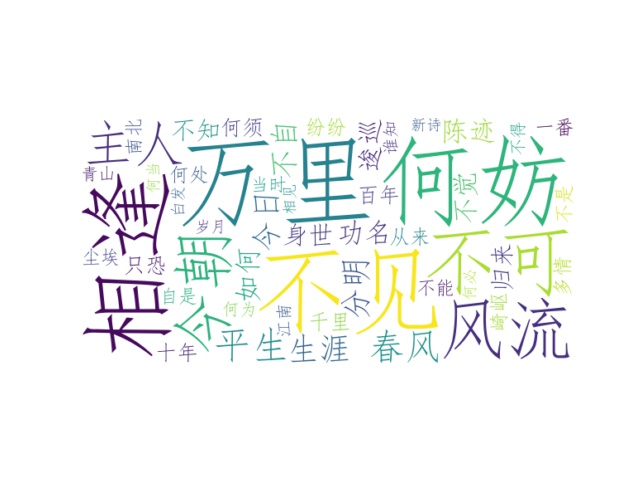 南北
主人
不知
何须
纷纷
逡巡
谁知
新诗
陈迹
不得
一番
青山
何当
何处
白发
万里
不自
当日
早
相见
百年
何妨
不觉
不是
相逢
岁月
今朝
今日
身世
功名
从来
尘埃
只恐
如何
不见
分明
不能
何必
归来
不可
多情
自是
何为
江南
千里
崎岖
风流
十年
平生
生涯
春风